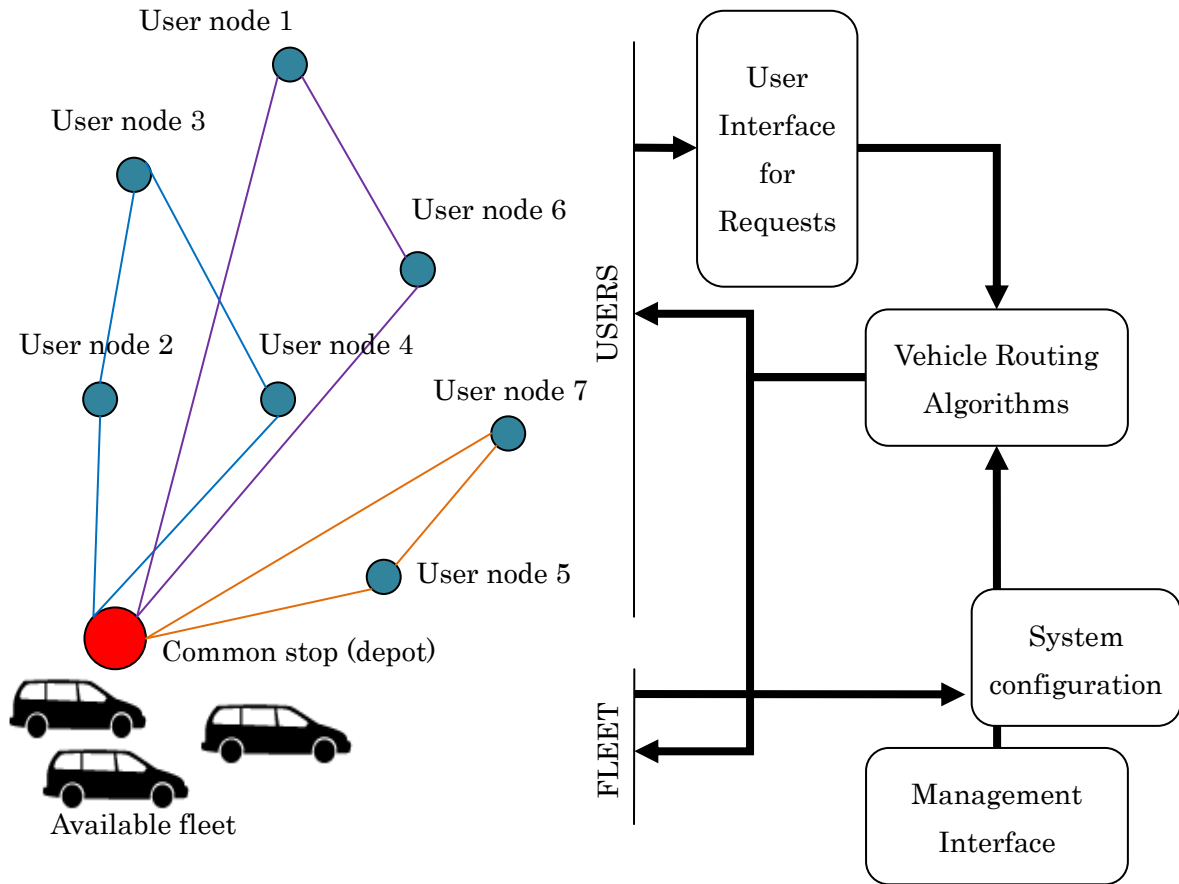 User node 1
User node 3
User node 6
User node 2
User node 4
User node 7
User node 5
Common stop (depot)
Available fleet
USERS
FLEET
User
Interface
for
Requests
Vehicle Routing
Algorithms
System
configuration
Management
Interface